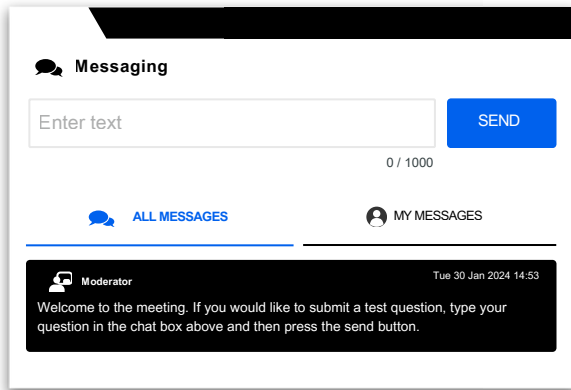 Messaging
Enter text
SEND
0 / 1000
ALL MESSAGES
MY MESSAGES
Moderator
Tue 30 Jan 2024 14:53
Welcome to the meeting. If you would like to submit a test question, type your
question in the chat box above and then press the send button.